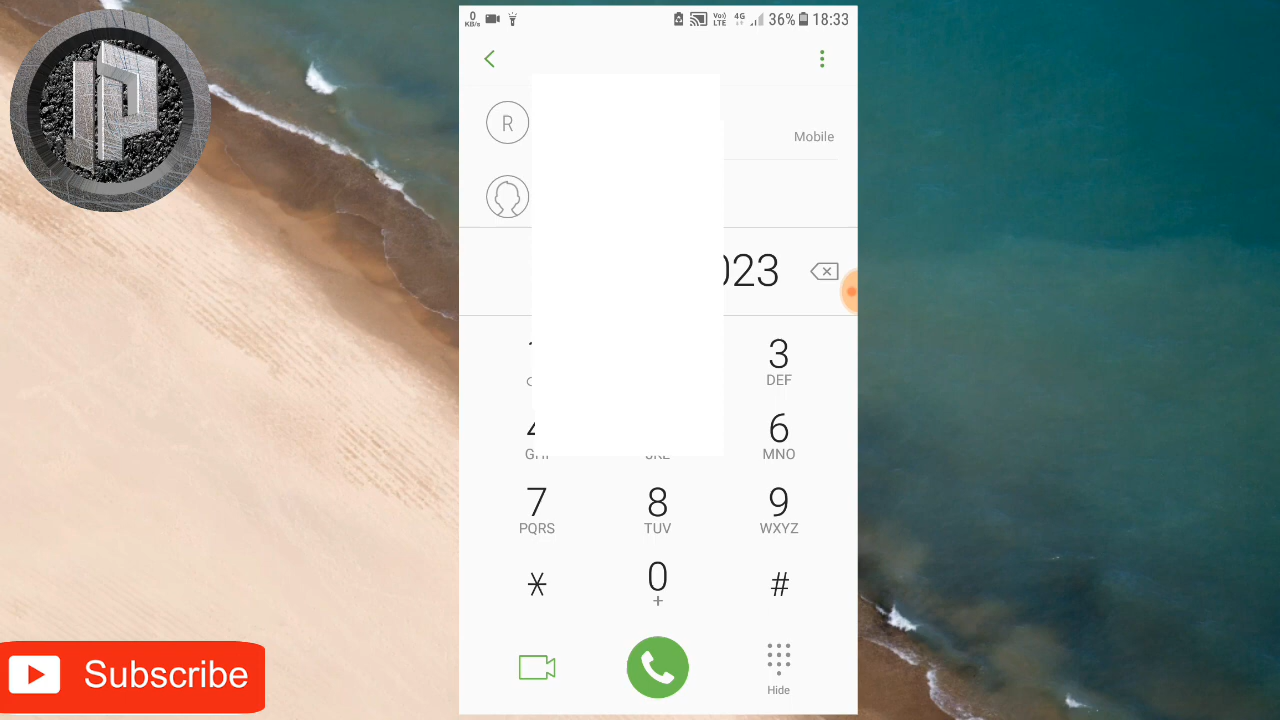 0 KB/s Vo)) LTE 4G 36% 18:33
R
Mobile
023
3
DEF
6
MNO
7 8 9
PQRS TUV WXYZ
* 0 #
+
Hide
Subscribe